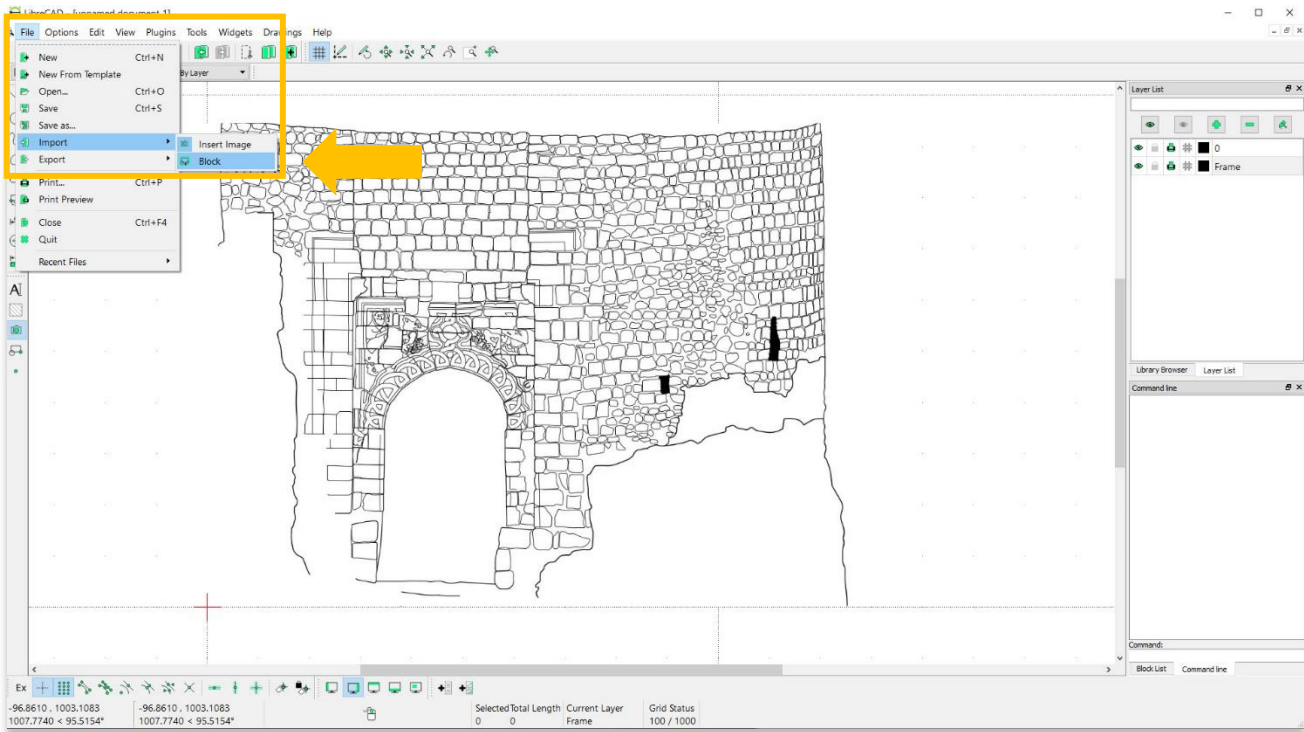 LibreCAD - [unnamed document 1]
File Options Edit View Plugins Tools Widgets Drawings Help
New Ctrl+N
New From Template
Open... Ctrl+O
Save Ctrl+S
Save as...
Import
Export
Print... Ctrl+P
Print Preview
Close Ctrl+F4
Quit
Recent Files
Insert Image
Block
By Layer
Layer List
0
Frame
Library Browser Layer List
Command line
Command:
Block List Command line
Ex
-96.8610 , 1003.1083 -96.8610 , 1003.1083 Selected Total Length Current Layer Grid Status
1007.7740 < 95.5154° 1007.7740 < 95.5154° 0 0 Frame 100 / 1000